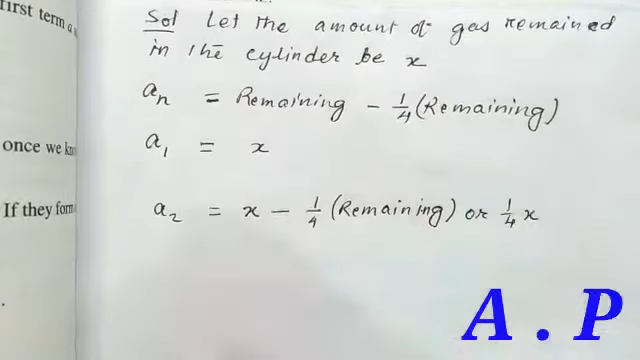 first term a
once we kn
If they form
Sol Let the amount of gas remained
in the cylinder be x
aₙ = Remaining - 1/4 (Remaining)
a₁ = x
a₂ = x - 1/4 (Remaining) or 1/4 x
A . P